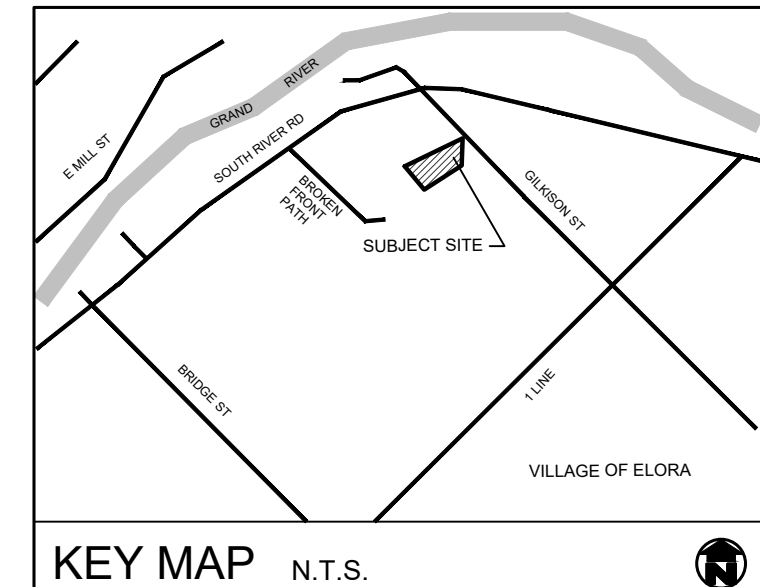 RIVER
GRAND
E MILL ST
SOUTH RIVER RD
BROKEN
FRONT
PATH
GILKISON ST
SUBJECT SITE
BRIDGE ST
1 LINE
VILLAGE OF ELORA
KEY MAP N.T.S.
N